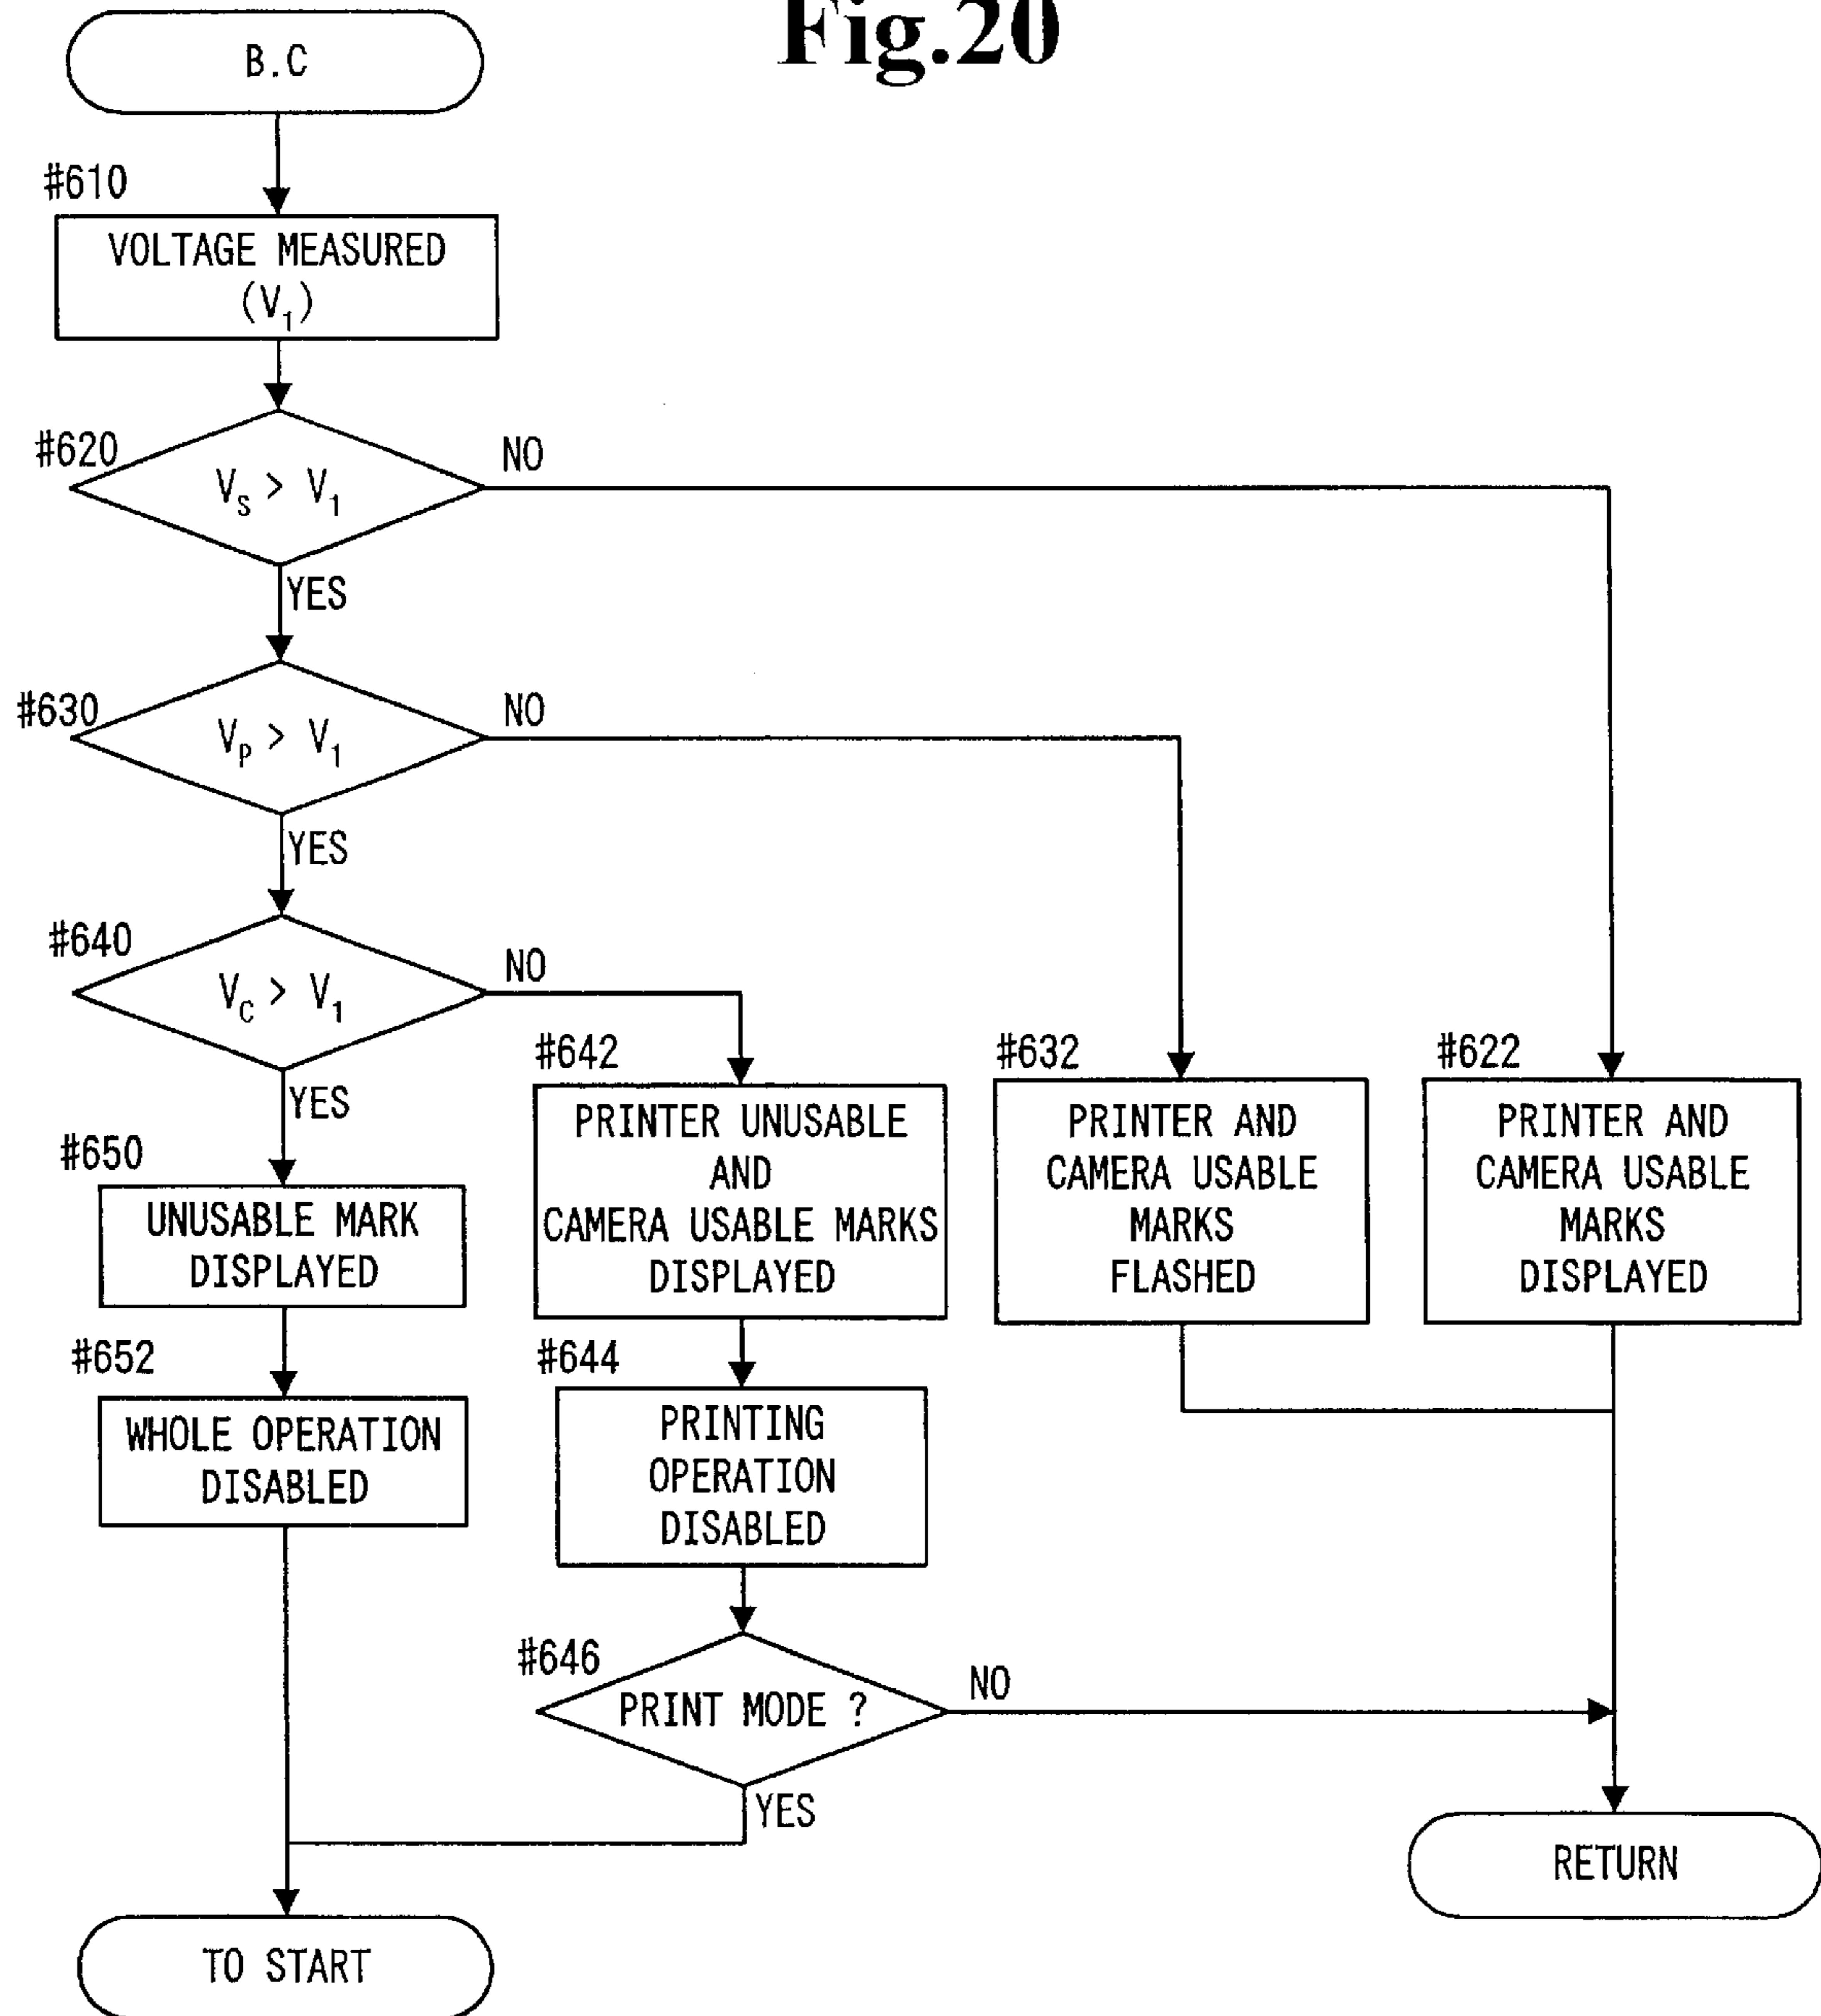 Fig.20
B.C
#610
VOLTAGE MEASURED
(V₁)
#620
Vₛ > V₁
NO
YES
#630
Vₚ > V₁
NO
YES
#640
V_C > V₁
NO
YES
#642
PRINTER UNUSABLE
AND
CAMERA USABLE MARKS
DISPLAYED
#632
PRINTER AND
CAMERA USABLE
MARKS
FLASHED
#622
PRINTER AND
CAMERA USABLE
MARKS
DISPLAYED
#650
UNUSABLE MARK
DISPLAYED
#652
WHOLE OPERATION
DISABLED
#644
PRINTING
OPERATION
DISABLED
#646
PRINT MODE ?
NO
YES
RETURN
TO START